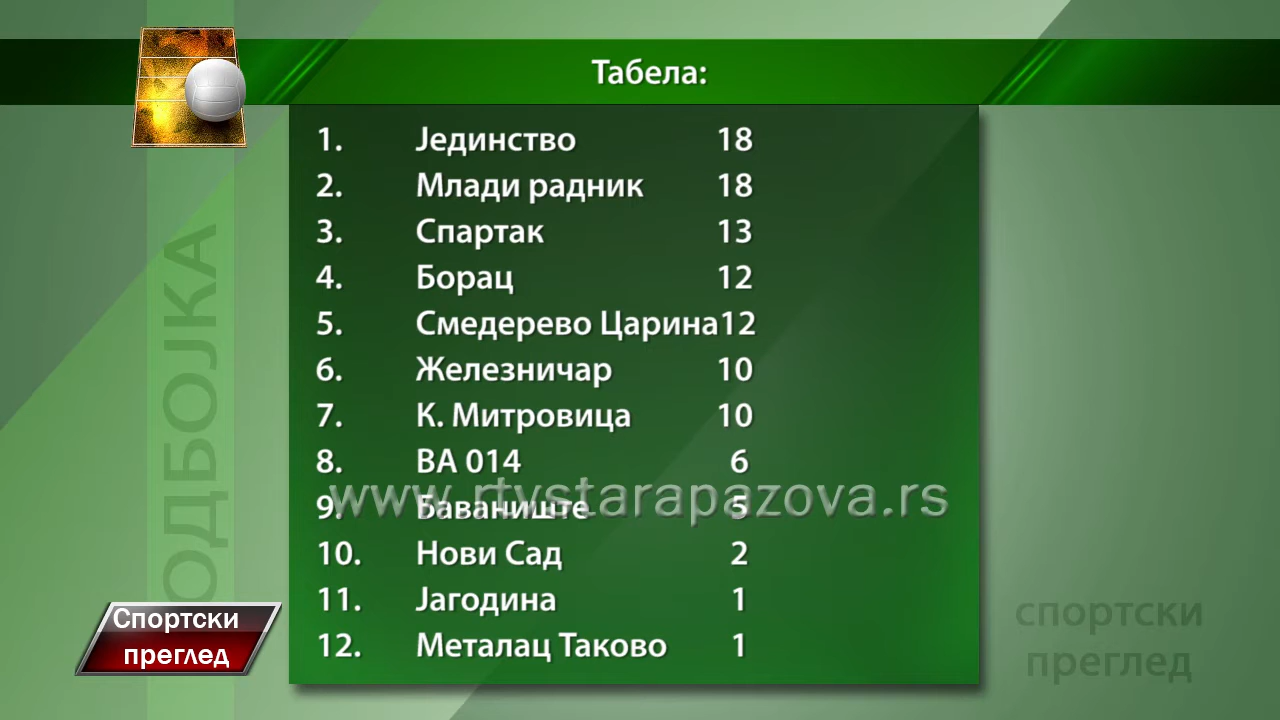 Табела:
1. Јединство 18
2. Млади радник 18
3. Спартак 13
4. Борац 12
5. Смедерево Царина 12
6. Железничар 10
7. К. Митровица 10
8. ВА 014 6
9. Баваниште 5
10. Нови Сад 2
11. Јагодина 1
12. Металац Таково 1
www.rtvstarapazova.rs
ОДБОЈКА
Спортски
преглед
спортски
преглед